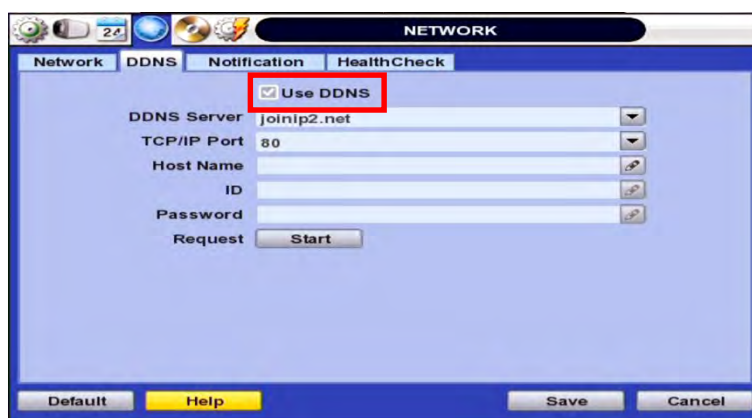 24 NETWORK
Network DDNS Notification HealthCheck
Use DDNS
DDNS Server joinip2.net
TCP/IP Port 80
Host Name
ID
Password
Request Start
Default Help Save Cancel